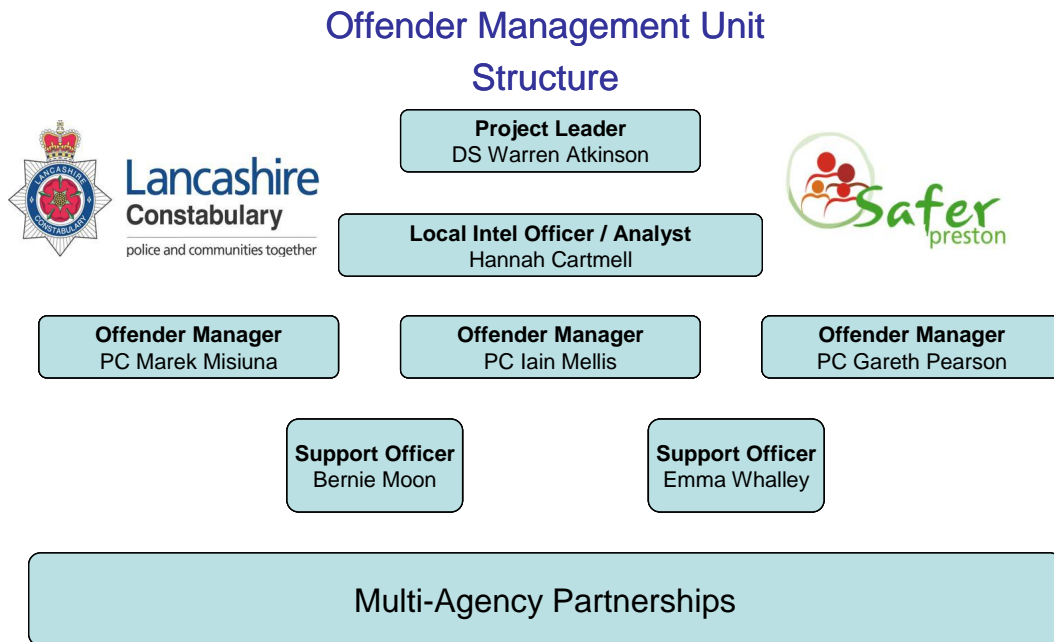 Offender Management Unit
Structure
Project Leader
DS Warren Atkinson
LANCASHIRE
CONSTABULARY
Lancashire
Constabulary
police and communities together
Safer
preston
Local Intel Officer / Analyst
Hannah Cartmell
Offender Manager
PC Marek Misiuna
Offender Manager
PC Iain Mellis
Offender Manager
PC Gareth Pearson
Support Officer
Bernie Moon
Support Officer
Emma Whalley
Multi-Agency Partnerships